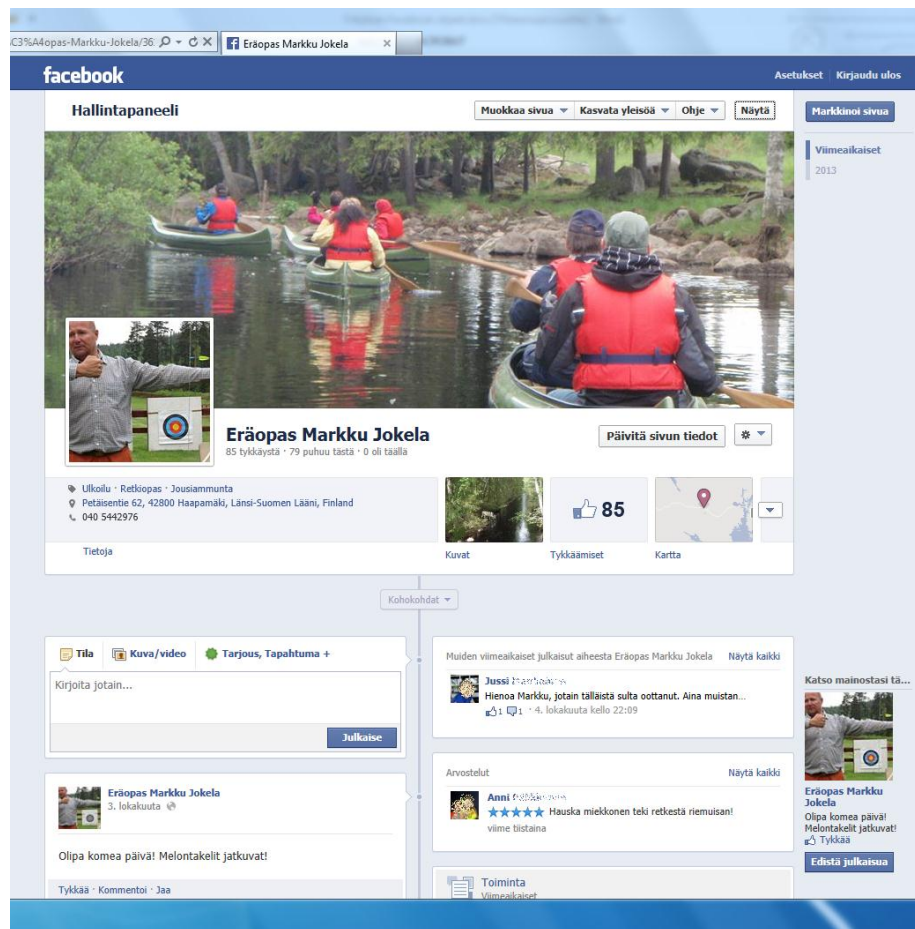 C3%A4opas-Markku-Jokela/36
Eräopas Markku Jokela
facebook
Asetukset Kirjaudu ulos
Hallintapaneeli
Muokkaa sivua Kasvata yleisöä Ohje Näytä
Markkinoi sivua
Viimeaikaiset
2013
Eräopas Markku Jokela
85 tykkäystä · 79 puhuu tästä · 0 oli täällä
Päivitä sivun tiedot
Ulkoilu · Retkiopas · Jousiammunta
Petäisentie 62, 42800 Haapamäki, Länsi-Suomen Lääni, Finland
040 5442976
85
Tietoja
Kuvat
Tykkäämiset
Kartta
Kohokohdat
Tila Kuva/video Tarjous, Tapahtuma +
Kirjoita jotain...
Julkaise
Eräopas Markku Jokela
3. lokakuuta
Olipa komea päivä! Melontakelit jatkuvat!
Tykkää · Kommentoi · Jaa
Muiden viimeaikaiset julkaisut aiheesta Eräopas Markku Jokela Näytä kaikki
Jussi
Hienoa Markku, jotain tälläistä sulta oottanut. Aina muistan...
1 1 · 4. lokakuuta kello 22:09
Arvostelut Näytä kaikki
Anni
Hauska miekkonen teki retkestä riemuisan!
viime tiistaina
Toiminta
Viimeaikaiset
Katso mainostasi tä...
Eräopas Markku
Jokela
Olipa komea päivä!
Melontakelit jatkuvat!
Tykkää
Edistä julkaisua